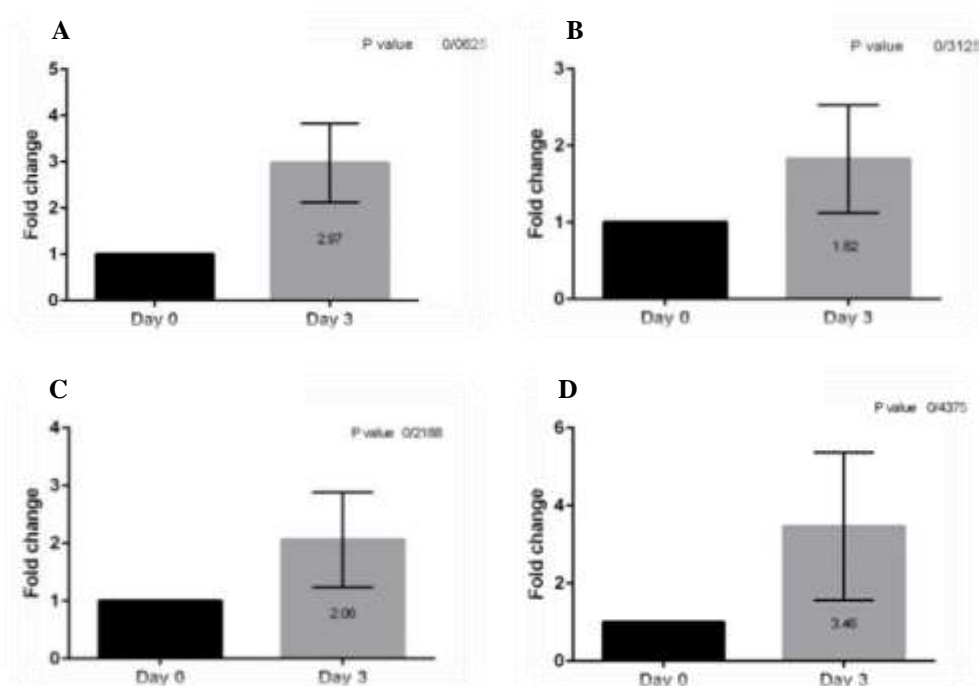 A
P value 0/0625
5
4
3
2
1
0
Fold change
2.97
Day 0 Day 3
B
P value 0/3125
3
2
1
0
Fold change
1.82
Day 0 Day 3
C
P value 0/2188
4
3
2
1
0
Fold change
2.06
Day 0 Day 3
D
P value 0/4375
6
4
2
0
Fold change
3.46
Day 0 Day 3